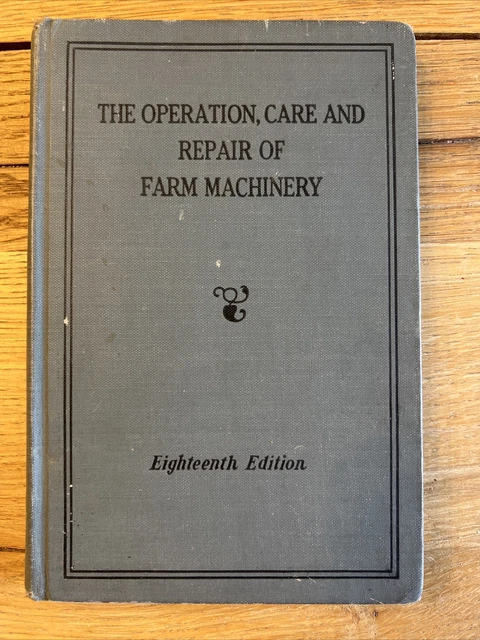 THE OPERATION, CARE AND
REPAIR OF
FARM MACHINERY
Eighteenth Edition